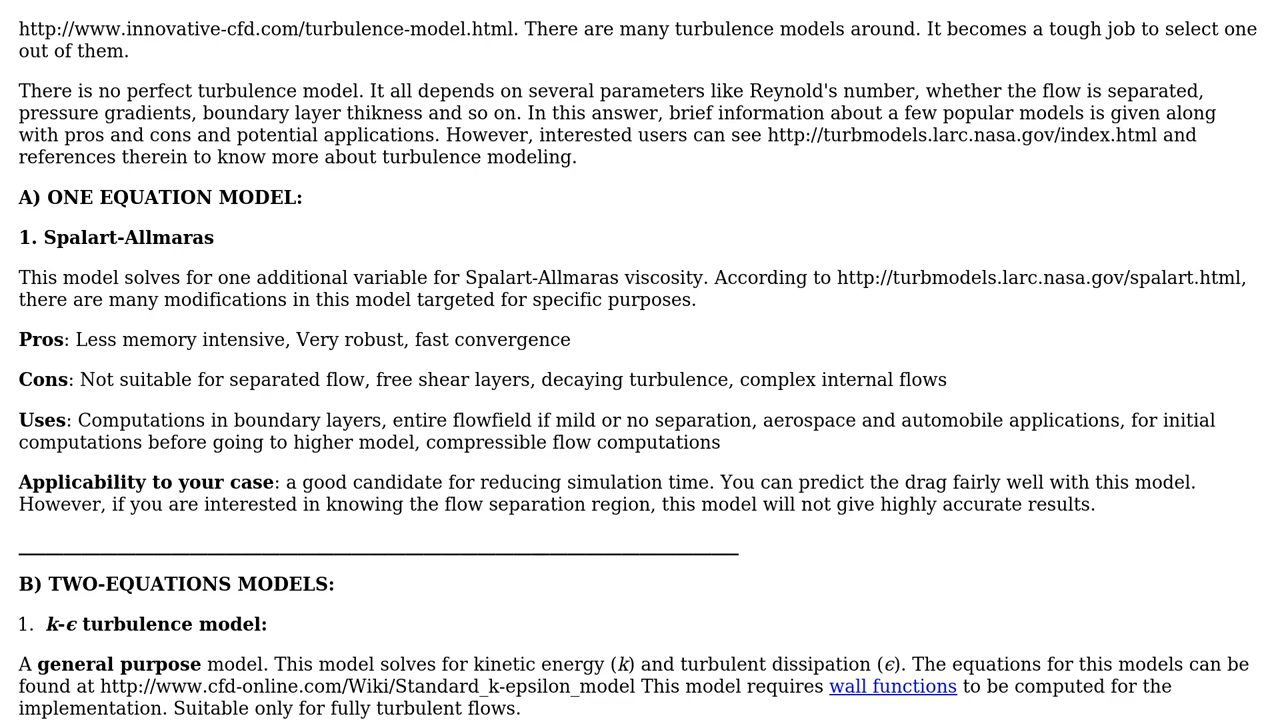 http://www.innovative-cfd.com/turbulence-model.html. There are many turbulence models around. It becomes a tough job to select one
out of them.
There is no perfect turbulence model. It all depends on several parameters like Reynold's number, whether the flow is separated,
pressure gradients, boundary layer thikness and so on. In this answer, brief information about a few popular models is given along
with pros and cons and potential applications. However, interested users can see http://turbmodels.larc.nasa.gov/index.html and
references therein to know more about turbulence modeling.
A) ONE EQUATION MODEL:
1. Spalart-Allmaras
This model solves for one additional variable for Spalart-Allmaras viscosity. According to http://turbmodels.larc.nasa.gov/spalart.html,
there are many modifications in this model targeted for specific purposes.
Pros: Less memory intensive, Very robust, fast convergence
Cons: Not suitable for separated flow, free shear layers, decaying turbulence, complex internal flows
Uses: Computations in boundary layers, entire flowfield if mild or no separation, aerospace and automobile applications, for initial
computations before going to higher model, compressible flow computations
Applicability to your case: a good candidate for reducing simulation time. You can predict the drag fairly well with this model.
However, if you are interested in knowing the flow separation region, this model will not give highly accurate results.
B) TWO-EQUATIONS MODELS:
1. k-ϵ turbulence model:
A general purpose model. This model solves for kinetic energy (k) and turbulent dissipation (ϵ). The equations for this models can be
found at http://www.cfd-online.com/Wiki/Standard_k-epsilon_model This model requires wall functions to be computed for the
implementation. Suitable only for fully turbulent flows.